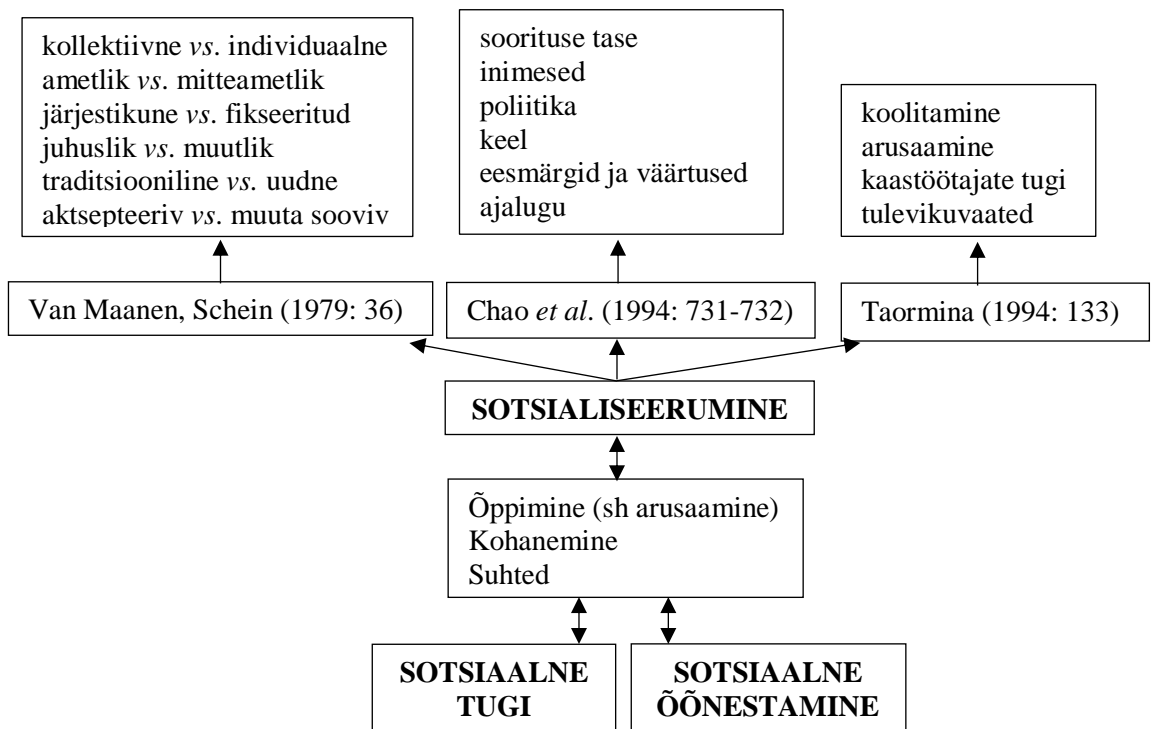 kollektiivne vs. individuaalne
ametlik vs. mitteametlik
järjestikune vs. fikseeritud
juhuslik vs. muutlik
traditsiooniline vs. uudne
aktsepteeriv vs. muuta sooviv
soorituse tase
inimesed
poliitika
keel
eesmärgid ja väärtused
ajalugu
koolitamine
arusaamine
kaastöötajate tugi
tulevikuvaated
Van Maanen, Schein (1979: 36)
Chao et al. (1994: 731-732)
Taormina (1994: 133)
SOTSIALISEERUMINE
Õppimine (sh arusaamine)
Kohanemine
Suhted
SOTSIAALNE
TUGI
SOTSIAALNE
ÕÕNESTAMINE